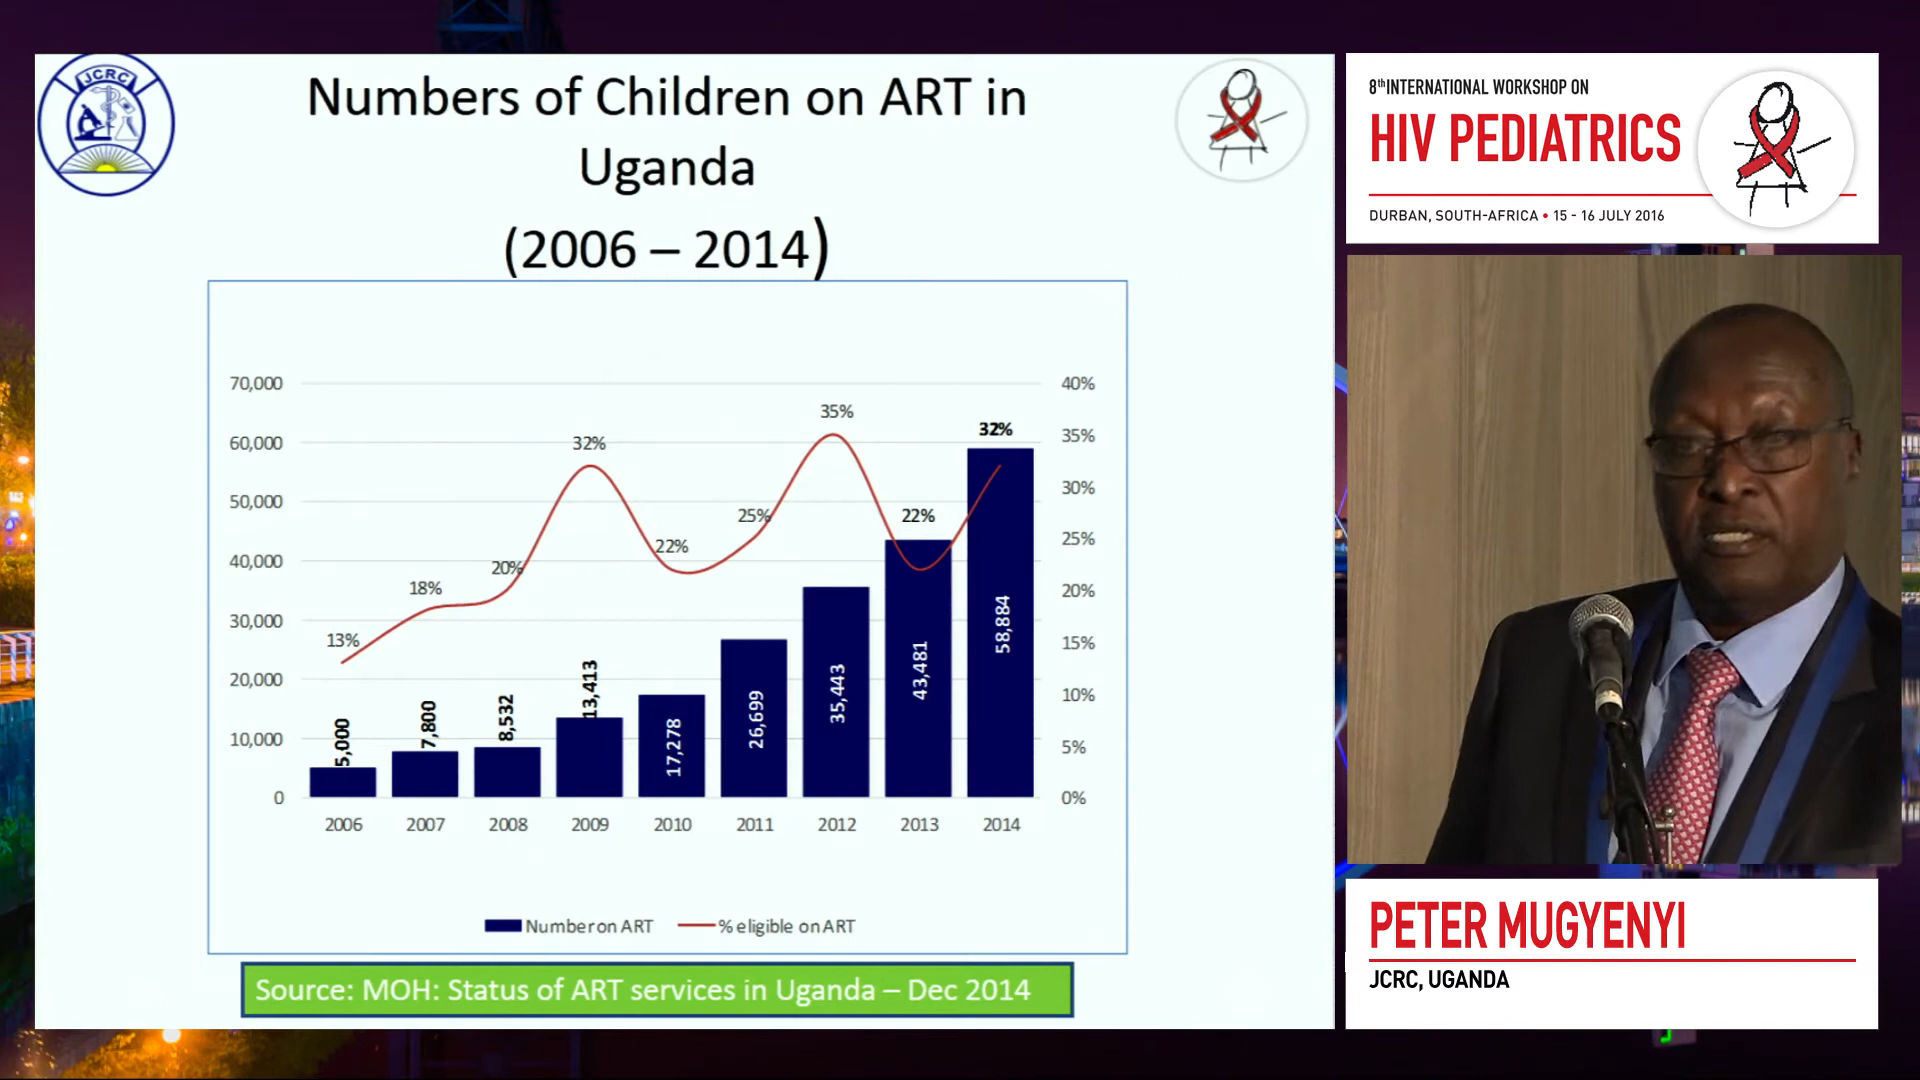 JCRC
Numbers of Children on ART in
Uganda
(2006 – 2014)
70,000
60,000
50,000
40,000
30,000
20,000
10,000
0
40%
35%
30%
25%
20%
15%
10%
5%
0%
13%
18%
20%
32%
22%
25%
35%
22%
32%
5,000
7,800
8,532
13,413
17,278
26,699
35,443
43,481
58,884
2006 2007 2008 2009 2010 2011 2012 2013 2014
Number on ART % eligible on ART
Source: MOH: Status of ART services in Uganda – Dec 2014
8th INTERNATIONAL WORKSHOP ON
HIV PEDIATRICS
DURBAN, SOUTH-AFRICA • 15 - 16 JULY 2016
PETER MUGYENYI
JCRC, UGANDA